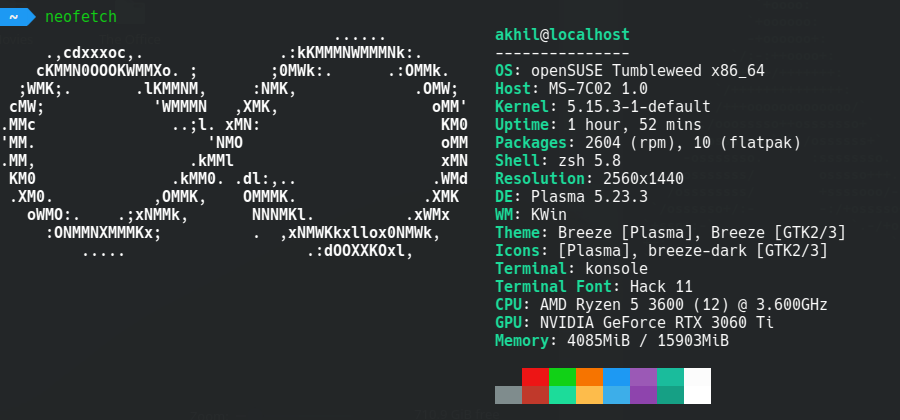 ~ neofetch
......
.,cdxxxoc,. .:kKMMMNWMMMNk:.
cKMMN0OOOKWMMXo. ; ;0MWk:. .:OMMk.
;WMK;. .lKMMNM, :NMK, .OMW;
cMW; 'WMMMN ,XMK, oMM'
.MMc ..;l. xMN: KM0
'MM. 'NMO oMM
.MM, .kMMl xMN
KM0 .kMM0. .dl:,.. .WMd
.XM0. ,OMMK, OMMMK. .XMK
oWMO:. .;xNMMk, NNNMKl. .xWMx
:ONMMNXMMMKx; . ,xNMWKkxllox0NMWk,
..... .:dOOXXKOxl,
akhil@localhost
---------------
OS: openSUSE Tumbleweed x86_64
Host: MS-7C02 1.0
Kernel: 5.15.3-1-default
Uptime: 1 hour, 52 mins
Packages: 2604 (rpm), 10 (flatpak)
Shell: zsh 5.8
Resolution: 2560x1440
DE: Plasma 5.23.3
WM: KWin
Theme: Breeze [Plasma], Breeze [GTK2/3]
Icons: [Plasma], breeze-dark [GTK2/3]
Terminal: konsole
Terminal Font: Hack 11
CPU: AMD Ryzen 5 3600 (12) @ 3.600GHz
GPU: NVIDIA GeForce RTX 3060 Ti
Memory: 4085MiB / 15903MiB